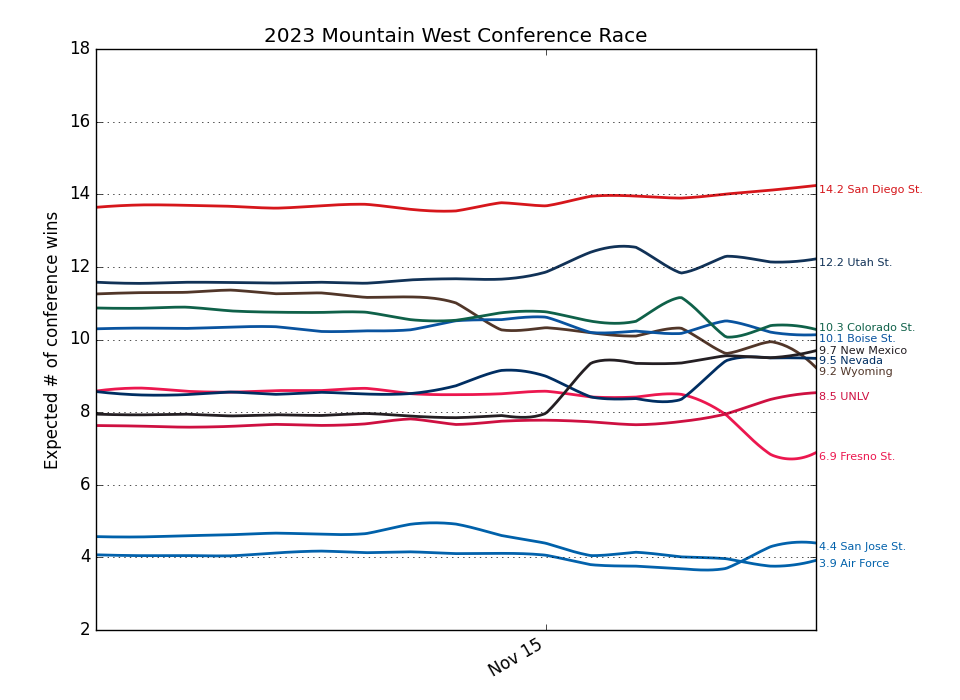 2023 Mountain West Conference Race
Expected # of conference wins
18
16
14
12
10
8
6
4
2
Nov 15
14.2 San Diego St.
12.2 Utah St.
10.3 Colorado St.
10.1 Boise St.
9.7 New Mexico
9.5 Nevada
9.2 Wyoming
8.5 UNLV
6.9 Fresno St.
4.4 San Jose St.
3.9 Air Force